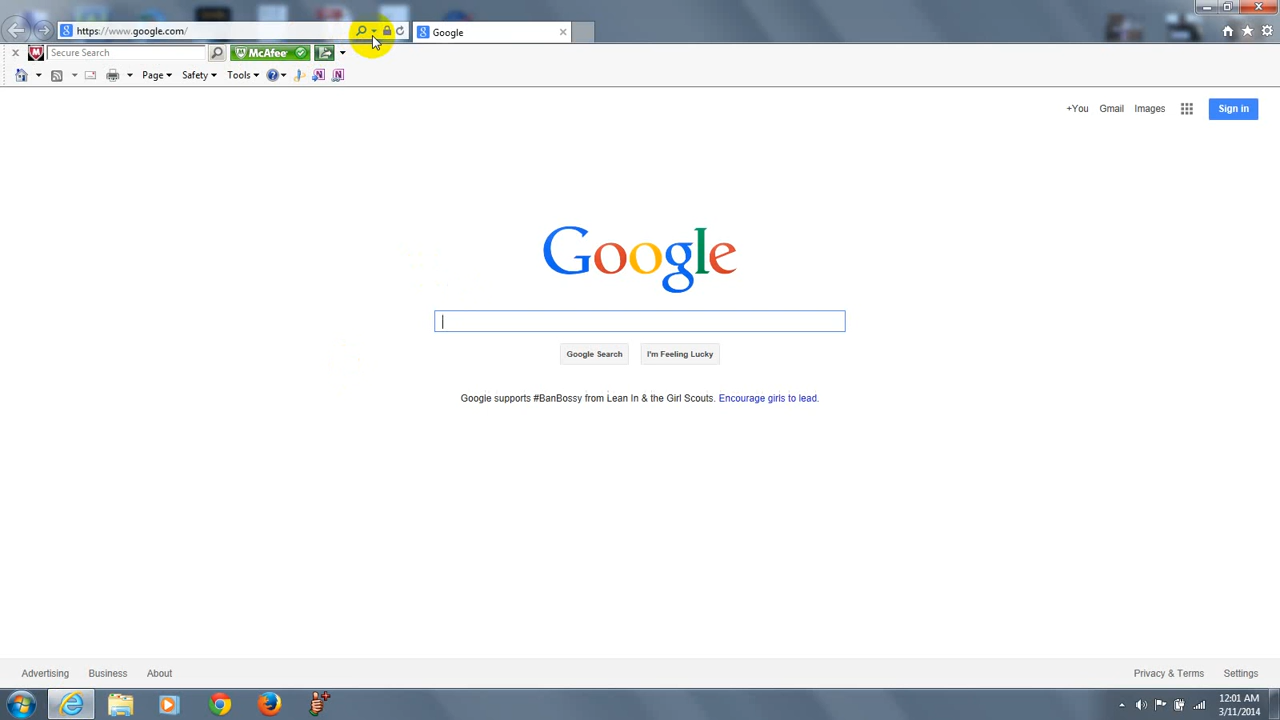 https://www.google.com/
Google
Secure Search
McAfee
Page
Safety
Tools
+You
Gmail
Images
Sign in
Google
Google Search
I'm Feeling Lucky
Google supports #BanBossy from Lean In & the Girl Scouts. Encourage girls to lead.
Advertising
Business
About
Privacy & Terms
Settings
12:01 AM
3/11/2014